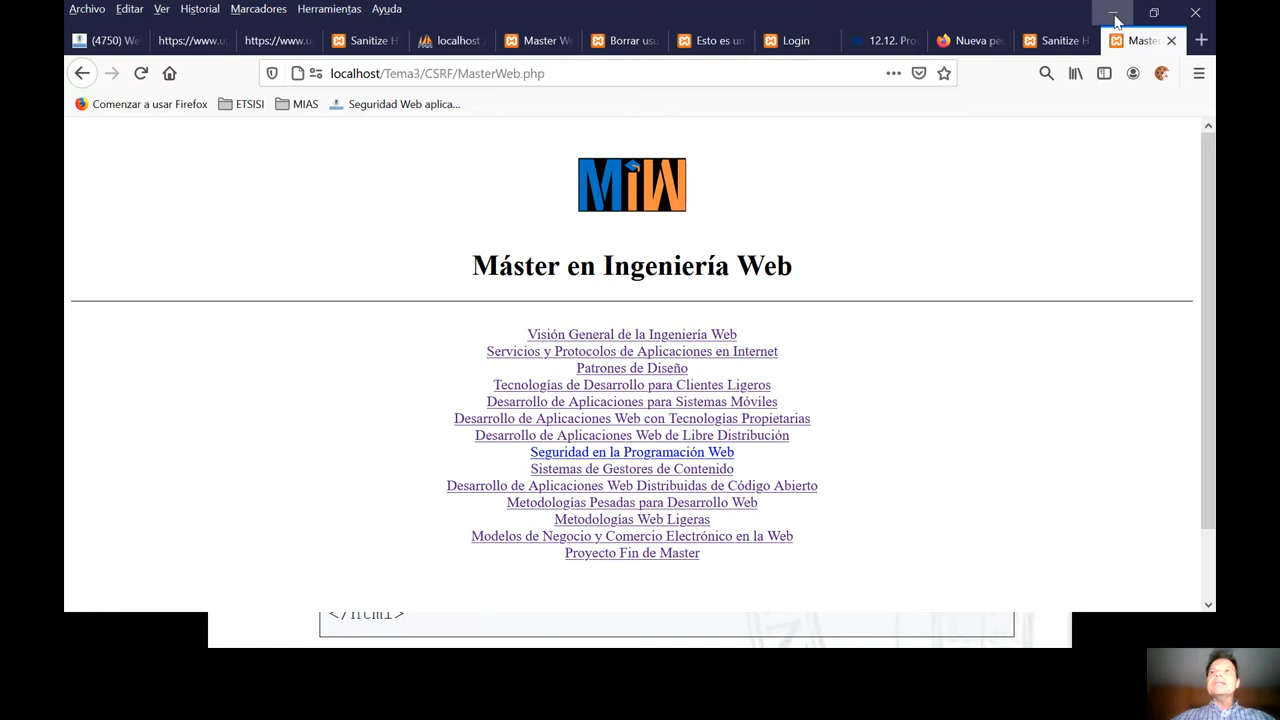 Archivo Editar Ver Historial Marcadores Herramientas Ayuda
(4750) We https://www.u https://www.u Sanitize H localhost / Master We Borrar usu Esto es un Login 12.12. Pro Nueva pes Sanitize H Master
localhost/Tema3/CSRF/MasterWeb.php
Comenzar a usar Firefox ETSISI MIAS Seguridad Web aplica...
MiW
Máster en Ingeniería Web
Visión General de la Ingeniería Web
Servicios y Protocolos de Aplicaciones en Internet
Patrones de Diseño
Tecnologías de Desarrollo para Clientes Ligeros
Desarrollo de Aplicaciones para Sistemas Móviles
Desarrollo de Aplicaciones Web con Tecnologías Propietarias
Desarrollo de Aplicaciones Web de Libre Distribución
Seguridad en la Programación Web
Sistemas de Gestores de Contenido
Desarrollo de Aplicaciones Web Distribuidas de Código Abierto
Metodologías Pesadas para Desarrollo Web
Metodologías Web Ligeras
Modelos de Negocio y Comercio Electrónico en la Web
Proyecto Fin de Master
</html>